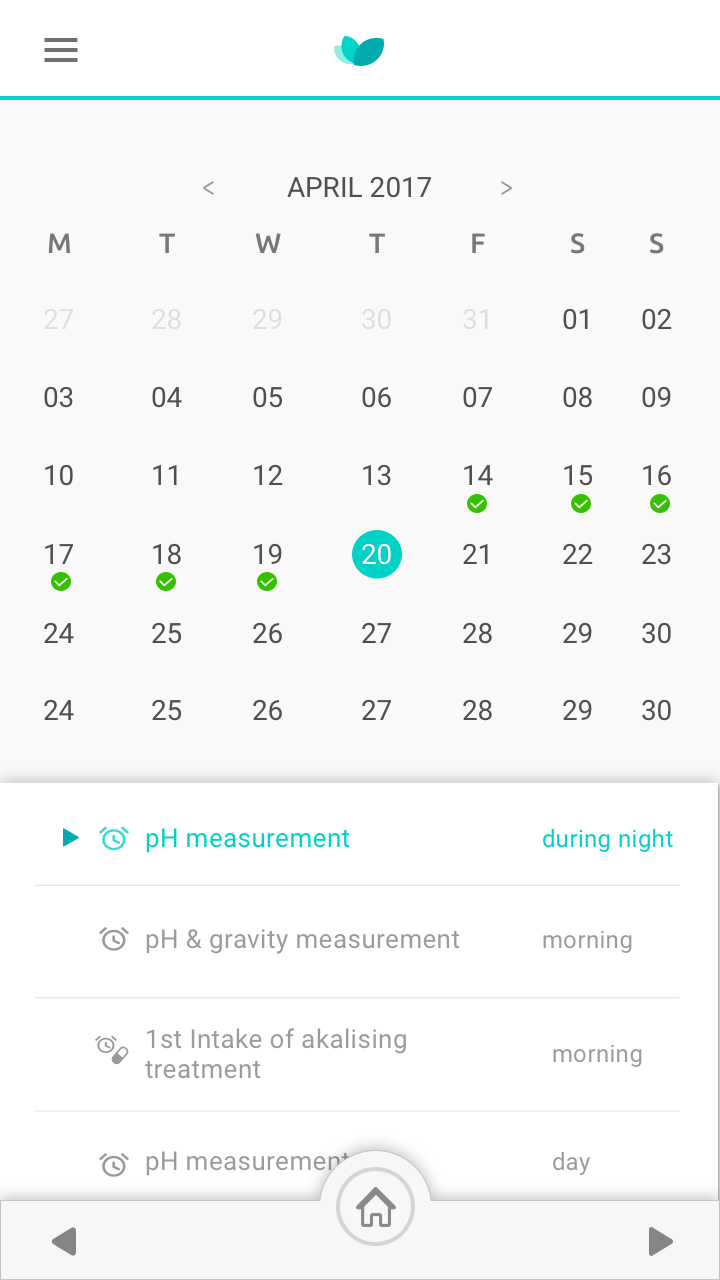 < APRIL 2017 >
M T W T F S S
27 28 29 30 31 01 02
03 04 05 06 07 08 09
10 11 12 13 14 15 16
17 18 19 20 21 22 23
24 25 26 27 28 29 30
24 25 26 27 28 29 30
pH measurement during night
pH & gravity measurement morning
1st Intake of akalising
treatment morning
pH measurement day